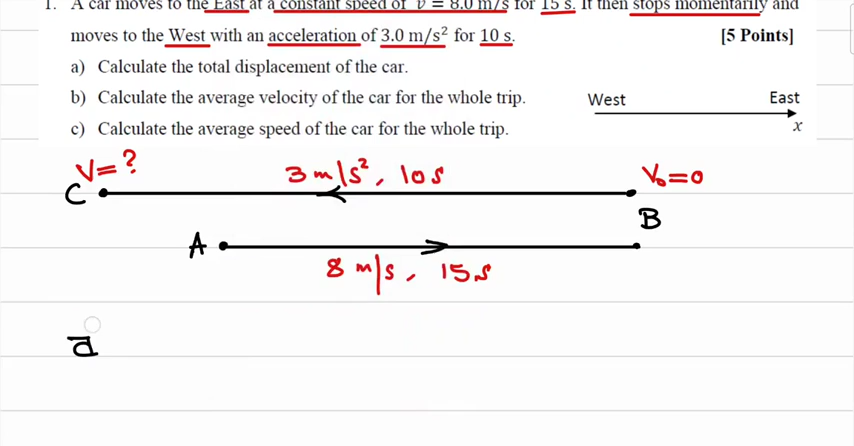 1. A car moves to the East at a constant speed of v = 8.0 m/s for 15 s. It then stops momentarily and
moves to the West with an acceleration of 3.0 m/s² for 10 s. [5 Points]
a) Calculate the total displacement of the car.
b) Calculate the average velocity of the car for the whole trip.
c) Calculate the average speed of the car for the whole trip.
West East
x
V=? 3 m/s², 10s V₀=0
C B
A
8 m/s, 15s
a